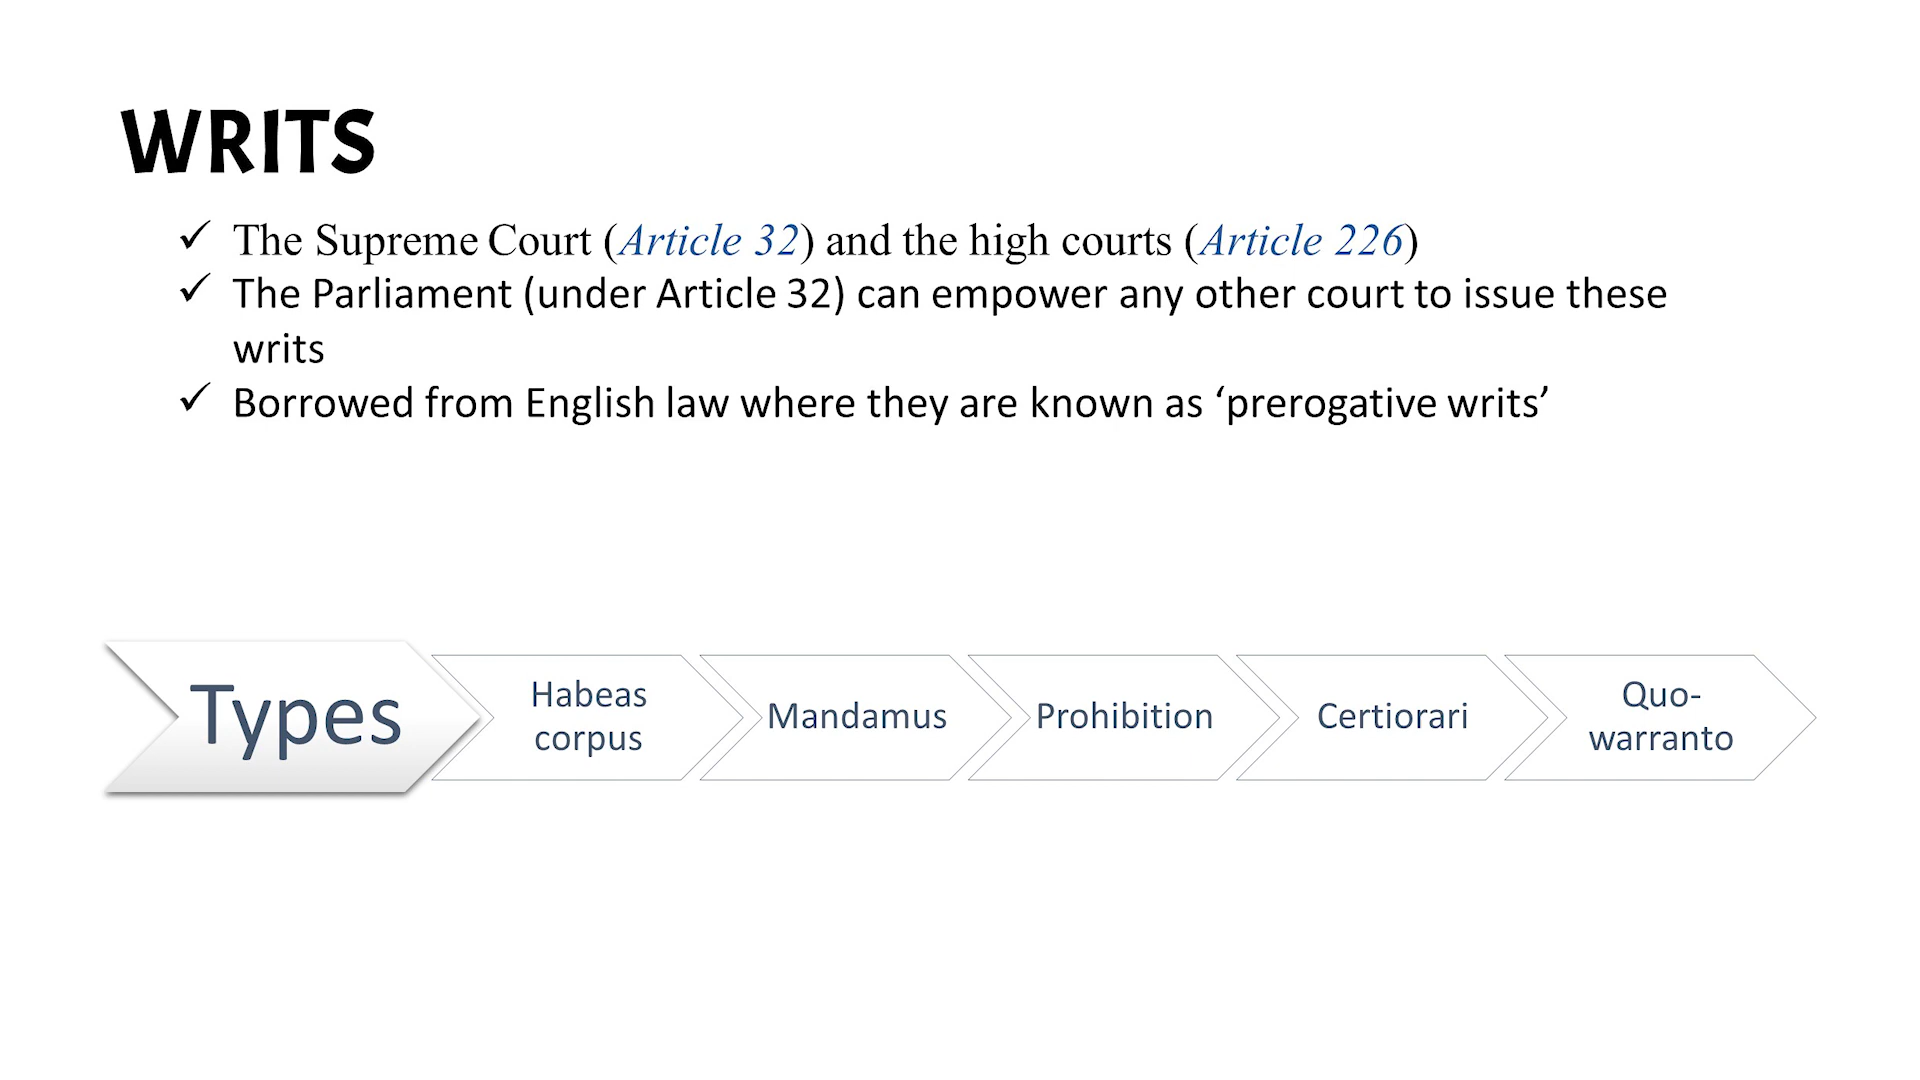 WRITS
✓ The Supreme Court (Article 32) and the high courts (Article 226)
✓ The Parliament (under Article 32) can empower any other court to issue these
writs
✓ Borrowed from English law where they are known as ‘prerogative writs’
Types
Habeas
corpus
Mandamus
Prohibition
Certiorari
Quo-
warranto